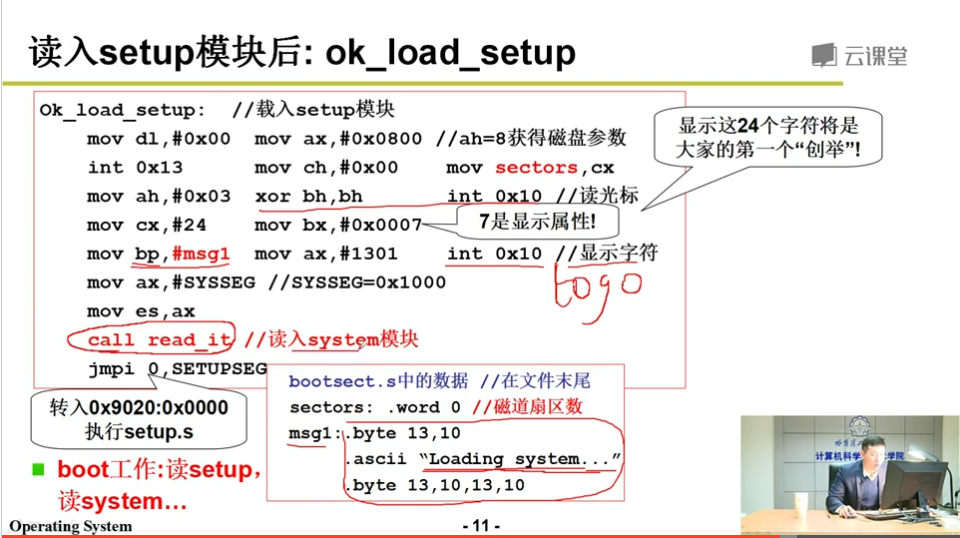 读入setup模块后: ok_load_setup
云课堂
Ok_load_setup: //载入setup模块
mov dl,#0x00 mov ax,#0x0800 //ah=8获得磁盘参数
int 0x13 mov ch,#0x00 mov sectors,cx
mov ah,#0x03 xor bh,bh int 0x10 //读光标
mov cx,#24 mov bx,#0x0007
mov bp,#msg1 mov ax,#1301 int 0x10 //显示字符
mov ax,#SYSSEG //SYSSEG=0x1000
mov es,ax
call read_it //读入system模块
jmpi 0,SETUPSEG
显示这24个字符将是
大家的第一个“创举”!
7是显示属性!
logo
转入0x9020:0x0000
执行setup.s
bootsect.s中的数据 //在文件末尾
sectors: .word 0 //磁道扇区数
msg1:.byte 13,10
.ascii “Loading system...”
.byte 13,10,13,10
boot工作:读setup，
读system…
计算机科学
学院
Operating System
- 11 -